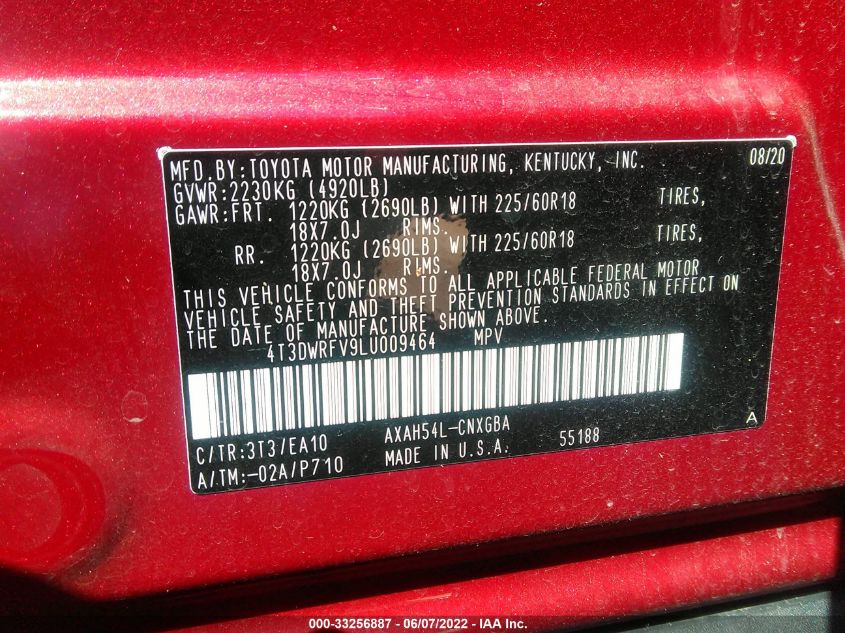 MFD.BY:TOYOTA MOTOR MANUFACTURING, KENTUCKY, INC. 08/20
GVWR:2230KG (4920LB)
GAWR:FRT. 1220KG (2690LB) WITH 225/60R18 TIRES,
18X7.0J RIMS.
RR. 1220KG (2690LB) WITH 225/60R18 TIRES,
18X7.0J RIMS.
THIS VEHICLE CONFORMS TO ALL APPLICABLE FEDERAL MOTOR
VEHICLE SAFETY AND THEFT PREVENTION STANDARDS IN EFFECT ON
THE DATE OF MANUFACTURE SHOWN ABOVE.
4T3DWRFV9LU009464 MPV
C/TR:3T3/EA10 AXAH54L-CNXGBA A
A/TM:-02A/P710 MADE IN U.S.A. 55188
000-33256887 - 06/07/2022 - IAA Inc.